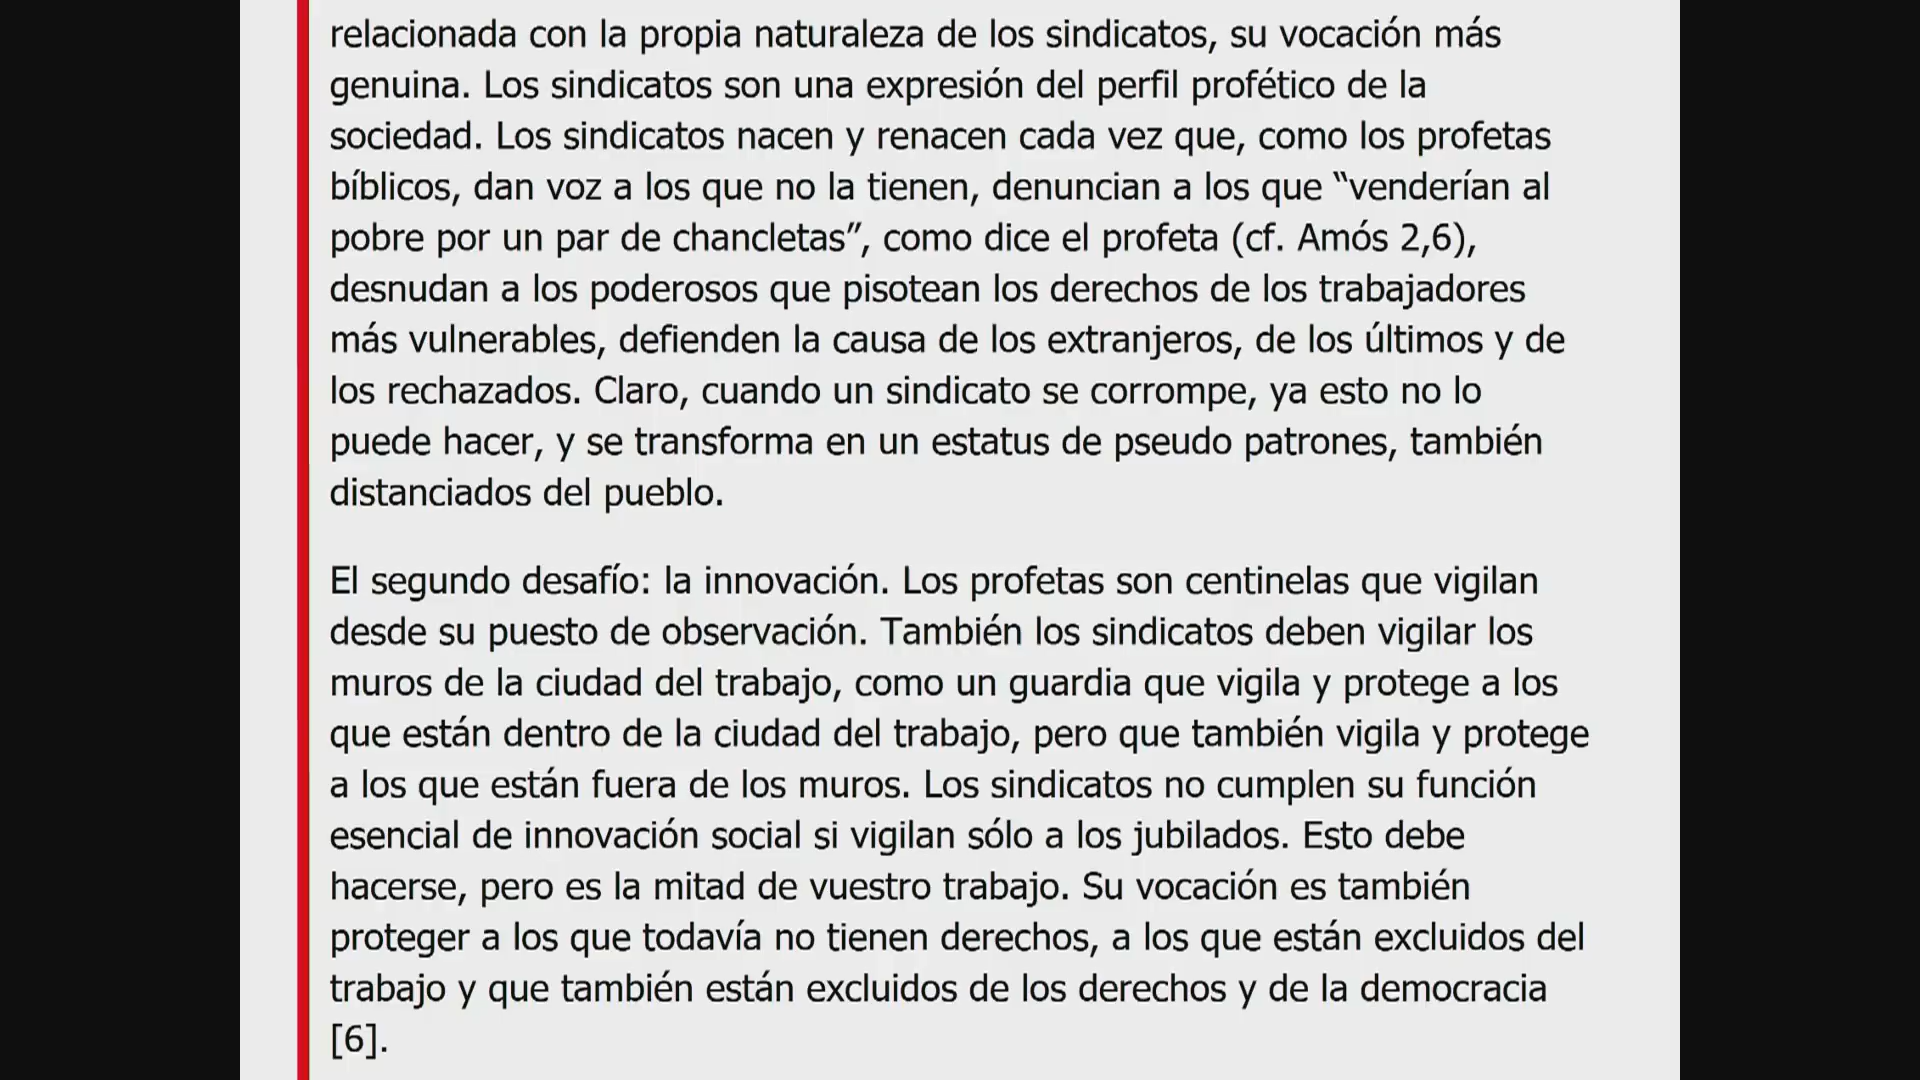 relacionada con la propia naturaleza de los sindicatos, su vocación más
genuina. Los sindicatos son una expresión del perfil profético de la
sociedad. Los sindicatos nacen y renacen cada vez que, como los profetas
bíblicos, dan voz a los que no la tienen, denuncian a los que “venderían al
pobre por un par de chancletas”, como dice el profeta (cf. Amós 2,6),
desnudan a los poderosos que pisotean los derechos de los trabajadores
más vulnerables, defienden la causa de los extranjeros, de los últimos y de
los rechazados. Claro, cuando un sindicato se corrompe, ya esto no lo
puede hacer, y se transforma en un estatus de pseudo patrones, también
distanciados del pueblo.
El segundo desafío: la innovación. Los profetas son centinelas que vigilan
desde su puesto de observación. También los sindicatos deben vigilar los
muros de la ciudad del trabajo, como un guardia que vigila y protege a los
que están dentro de la ciudad del trabajo, pero que también vigila y protege
a los que están fuera de los muros. Los sindicatos no cumplen su función
esencial de innovación social si vigilan sólo a los jubilados. Esto debe
hacerse, pero es la mitad de vuestro trabajo. Su vocación es también
proteger a los que todavía no tienen derechos, a los que están excluidos del
trabajo y que también están excluidos de los derechos y de la democracia
[6].